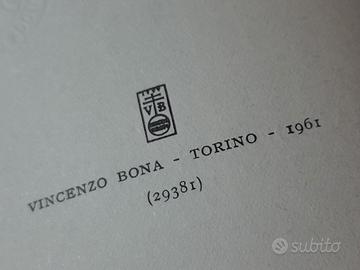 V B
VINCENZO BONA - TORINO - 1961
(29381)
subito